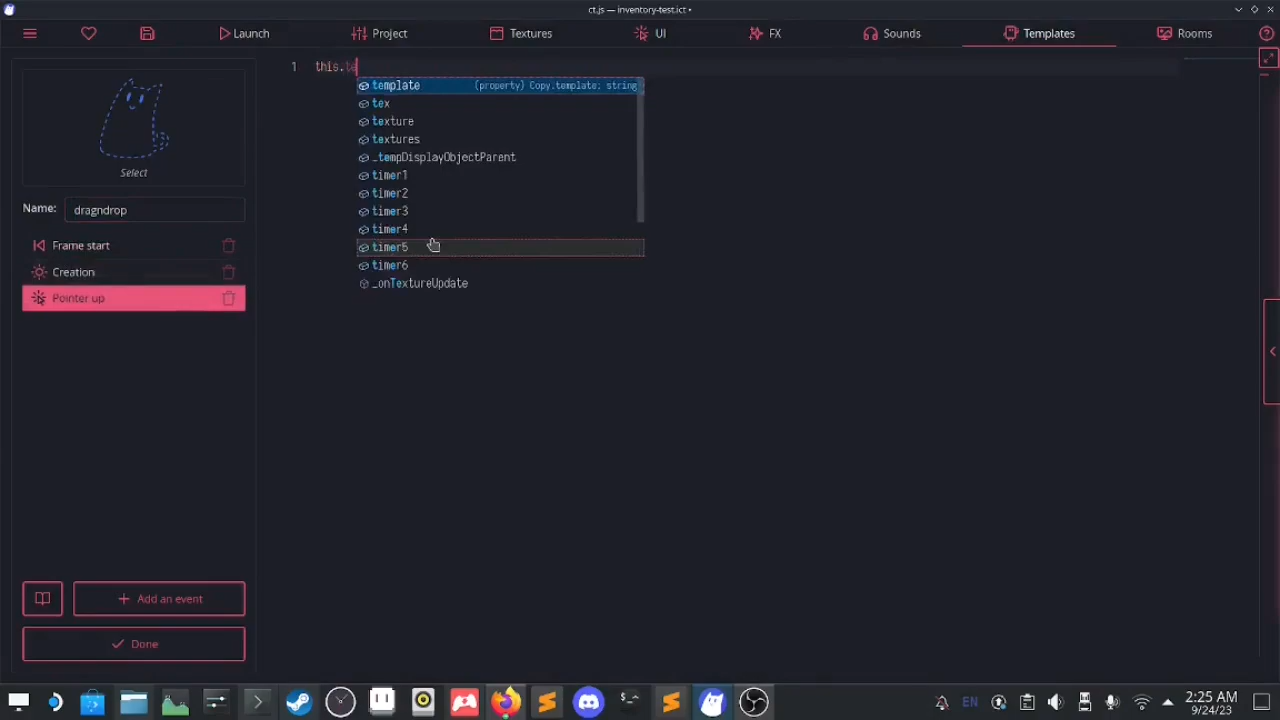 ct.js — inventory-test.ict •
Launch
Project
Textures
UI
FX
Sounds
Templates
Rooms
Select
Name: dragndrop
Frame start
Creation
Pointer up
Add an event
Done
1 this.te
template (property) Copy.template: string
tex
texture
textures
_tempDisplayObjectParent
timer1
timer2
timer3
timer4
timer5
timer6
_onTextureUpdate
EN
2:25 AM
9/24/23